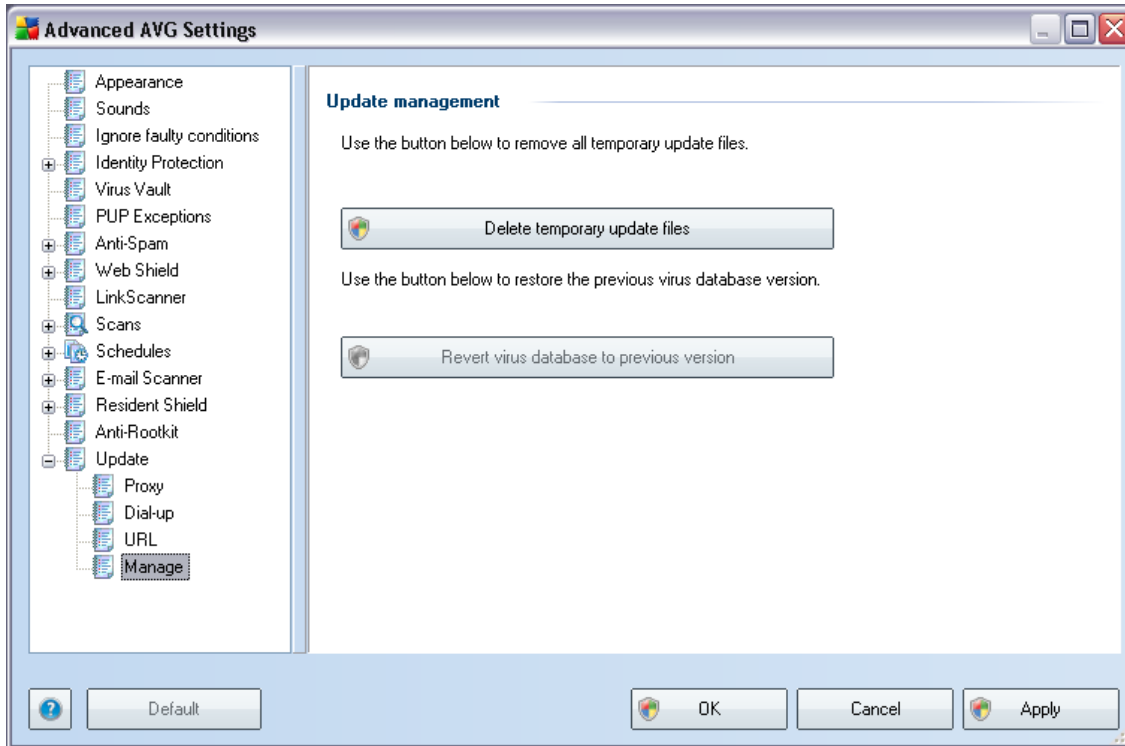 Advanced AVG Settings
Appearance
Sounds
Ignore faulty conditions
Identity Protection
Virus Vault
PUP Exceptions
Anti-Spam
Web Shield
LinkScanner
Scans
Schedules
E-mail Scanner
Resident Shield
Anti-Rootkit
Update
Proxy
Dial-up
URL
Manage
Update management
Use the button below to remove all temporary update files.
Delete temporary update files
Use the button below to restore the previous virus database version.
Revert virus database to previous version
? Default OK Cancel Apply